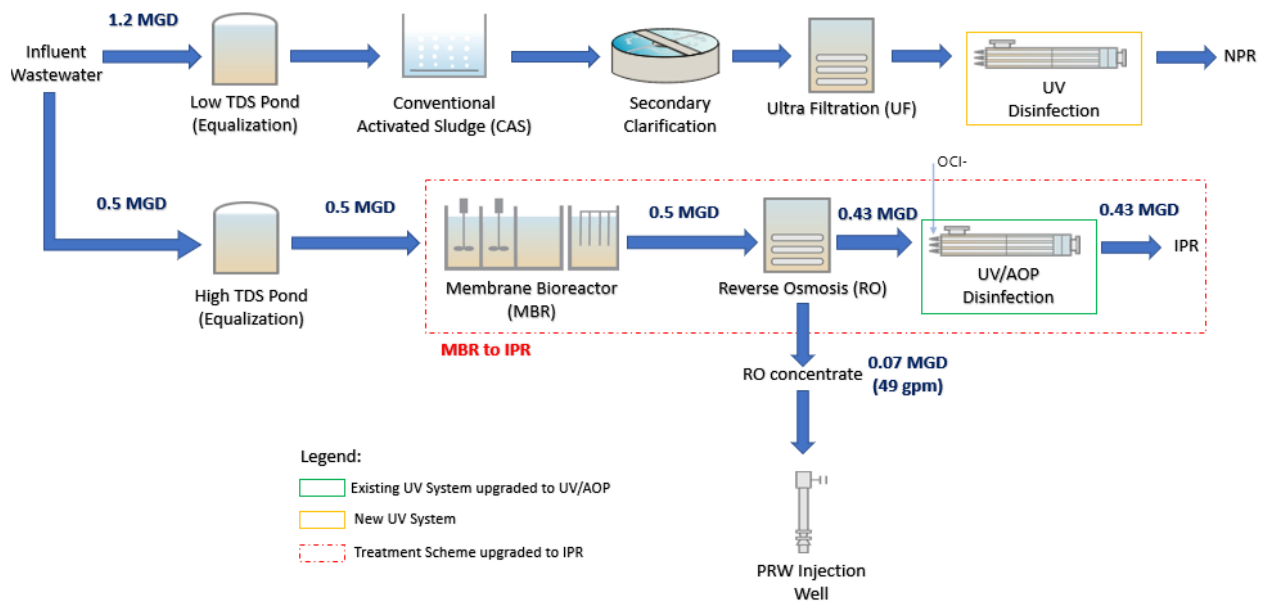 1.2 MGD
Influent
Wastewater
Low TDS Pond
(Equalization)
Conventional
Activated Sludge (CAS)
Secondary
Clarification
Ultra Filtration (UF)
UV
Disinfection
NPR
0.5 MGD
High TDS Pond
(Equalization)
0.5 MGD
Membrane Bioreactor
(MBR)
0.5 MGD
Reverse Osmosis (RO)
0.43 MGD
OCl-
UV/AOP
Disinfection
0.43 MGD
IPR
MBR to IPR
RO concentrate
0.07 MGD
(49 gpm)
PRW Injection
Well
Legend:
Existing UV System upgraded to UV/AOP
New UV System
Treatment Scheme upgraded to IPR